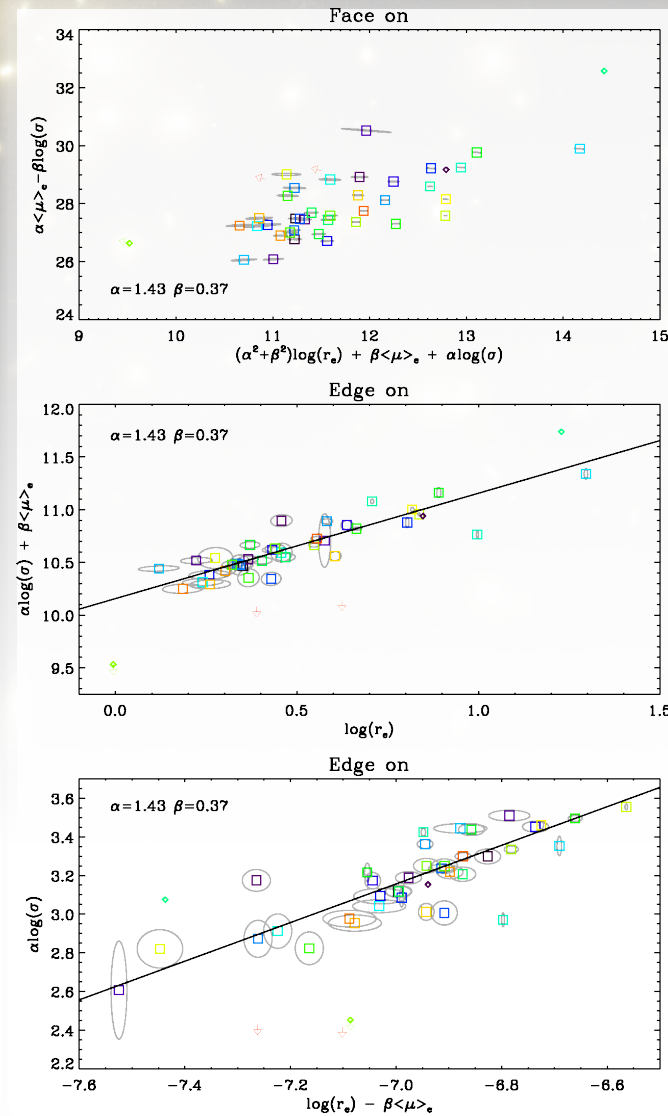 Face on
34
32
30
28
26
24
α<μ>ₑ−βlog(σ)
α=1.43 β=0.37
9 10 11 12 13 14 15
(α²+β²)log(rₑ) + β<μ>ₑ + αlog(σ)
Edge on
12.0
11.5
11.0
10.5
10.0
9.5
αlog(σ) + β<μ>ₑ
α=1.43 β=0.37
0.0 0.5 1.0 1.5
log(rₑ)
Edge on
3.6
3.4
3.2
3.0
2.8
2.6
2.4
2.2
αlog(σ)
α=1.43 β=0.37
−7.6 −7.4 −7.2 −7.0 −6.8 −6.6
log(rₑ) − β<μ>ₑ